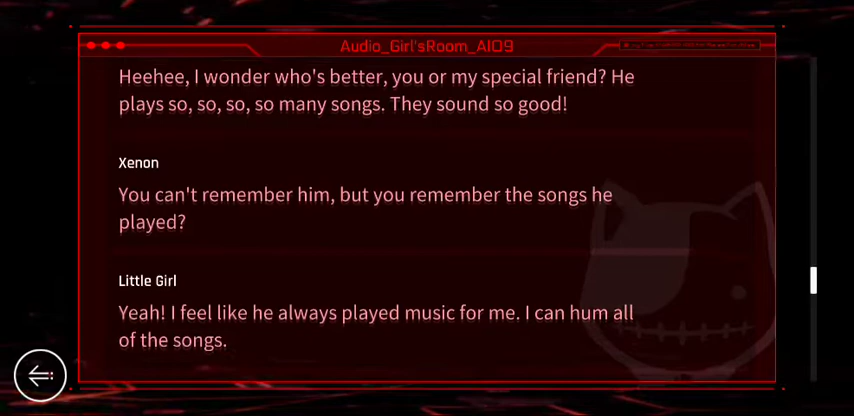 Audio_Girl'sRoom_A109
Heehee, I wonder who's better, you or my special friend? He
plays so, so, so, so many songs. They sound so good!
Xenon
You can't remember him, but you remember the songs he
played?
Little Girl
Yeah! I feel like he always played music for me. I can hum all
of the songs.